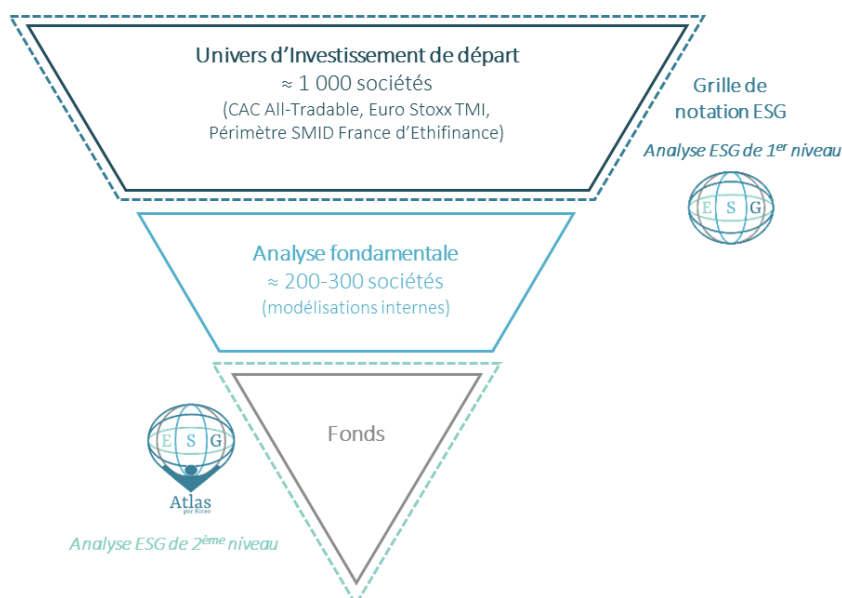 Univers d’Investissement de départ
≈ 1 000 sociétés
(CAC All-Tradable, Euro Stoxx TMI,
Périmètre SMID France d’Ethifinance)
Grille de
notation ESG
Analyse ESG de 1er niveau
E S G
Analyse fondamentale
≈ 200-300 sociétés
(modélisations internes)
Fonds
E S G
Atlas
par Sirac
Analyse ESG de 2ème niveau